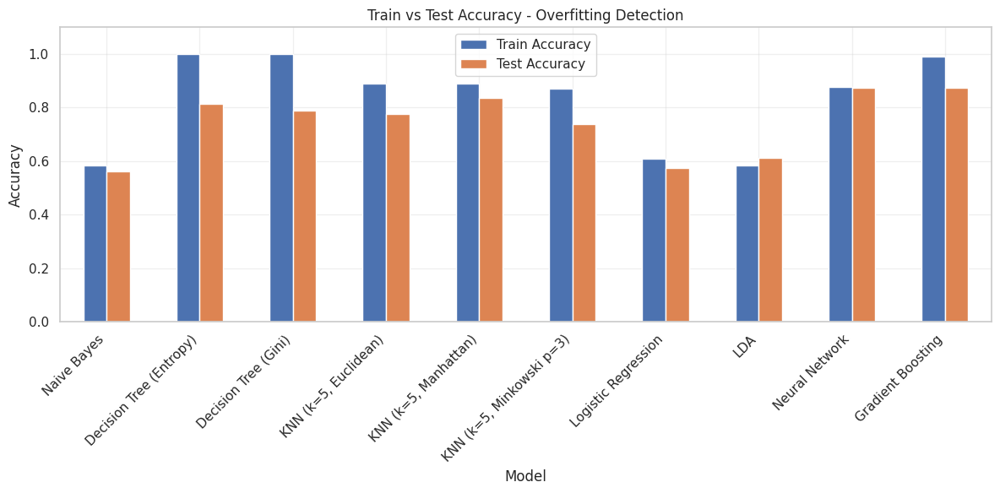 Train vs Test Accuracy - Overfitting Detection
Train Accuracy
Test Accuracy
Accuracy
1.0
0.8
0.6
0.4
0.2
0.0
Naive Bayes
Decision Tree (Entropy)
Decision Tree (Gini)
KNN (k=5, Euclidean)
KNN (k=5, Manhattan)
KNN (k=5, Minkowski p=3)
Logistic Regression
LDA
Neural Network
Gradient Boosting
Model